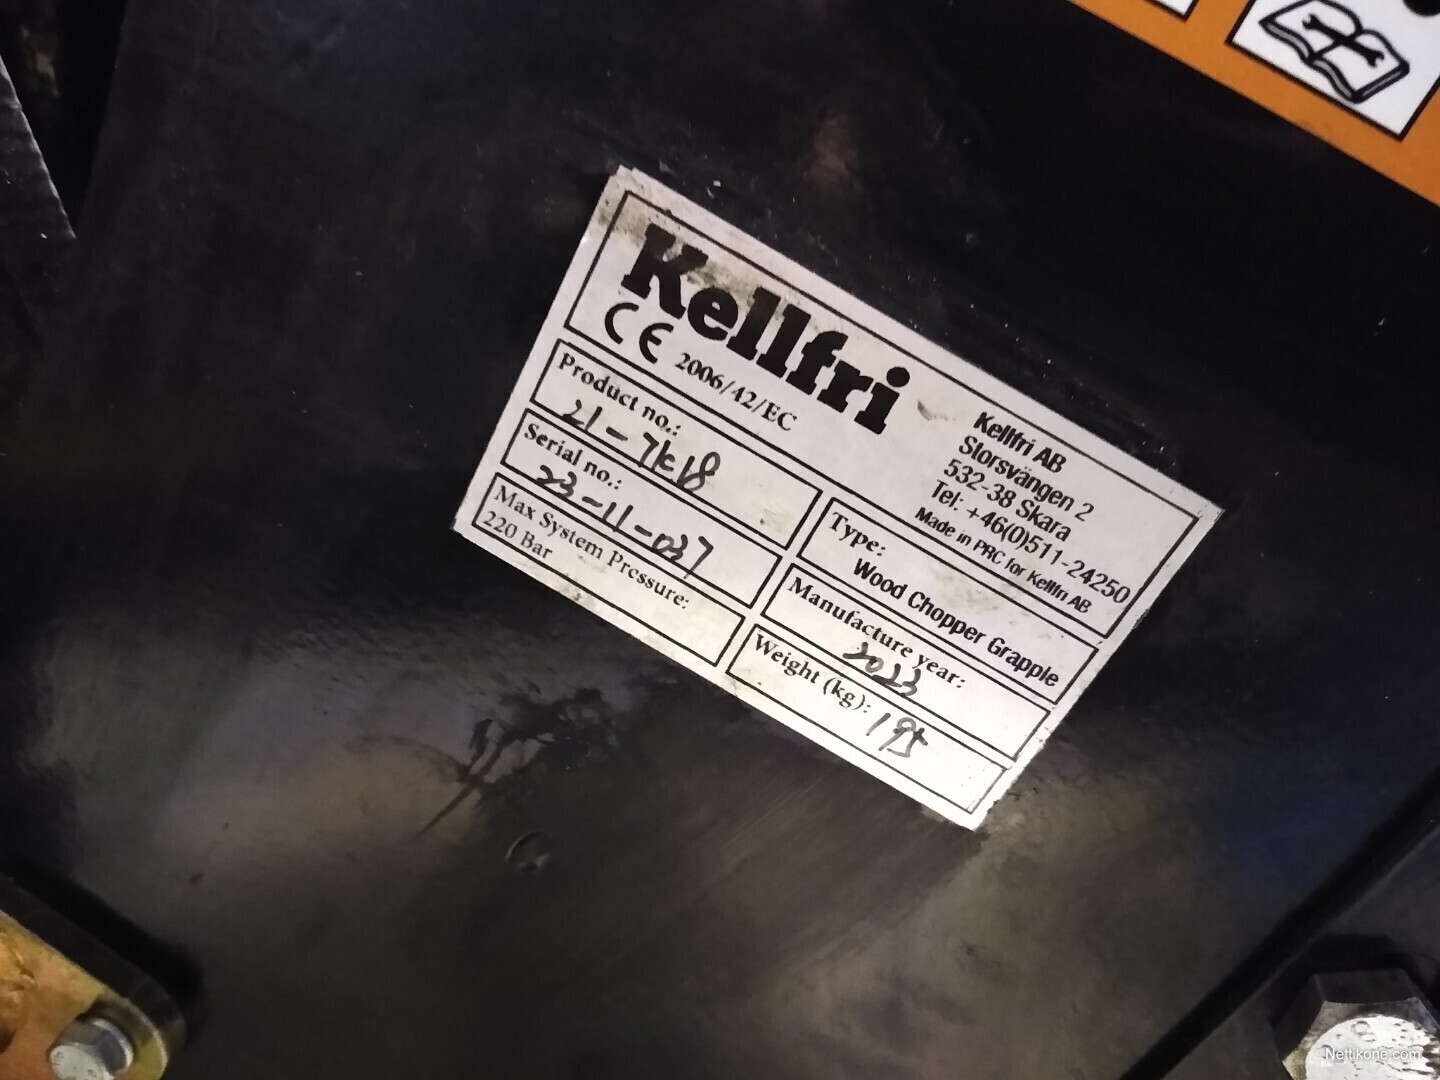 Kellfri
CE 2006/42/EC
Kellfri AB
Storsvängen 2
532-38 Skara
Tel: +46(0)511-24250
Made in PRC for Kellfri AB
Product no.:
21-7K18
Serial no.:
23-11-037
Max System Pressure:
220 Bar
Type:
Wood Chopper Grapple
Manufacture year:
2023
Weight (kg): 195
Nettikone.com